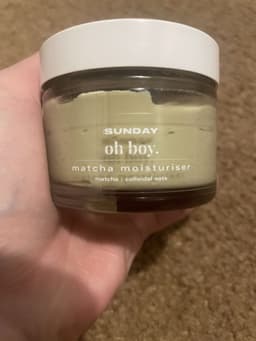 SUNDAY
oh boy.
matcha moisturiser
matcha | colloidal oats